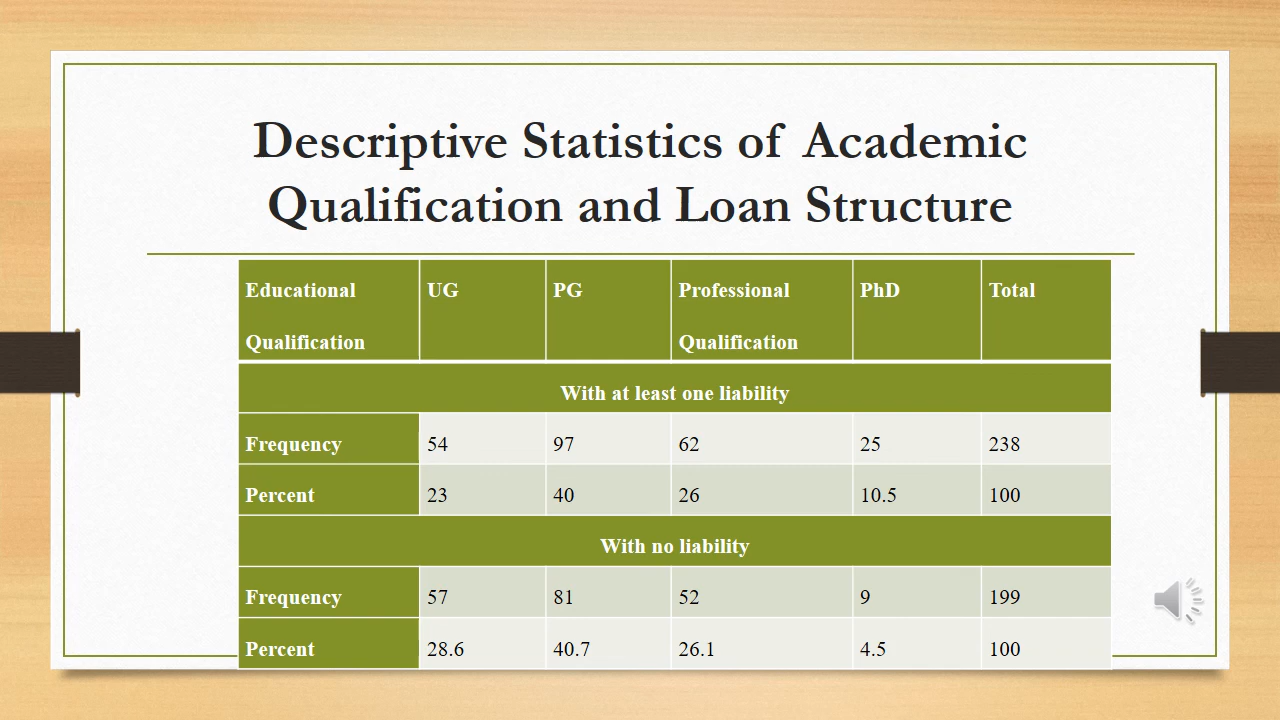 Descriptive Statistics of Academic
Qualification and Loan Structure
Educational Qualification UG PG Professional Qualification PhD Total
With at least one liability
Frequency 54 97 62 25 238
Percent 23 40 26 10.5 100
With no liability
Frequency 57 81 52 9 199
Percent 28.6 40.7 26.1 4.5 100